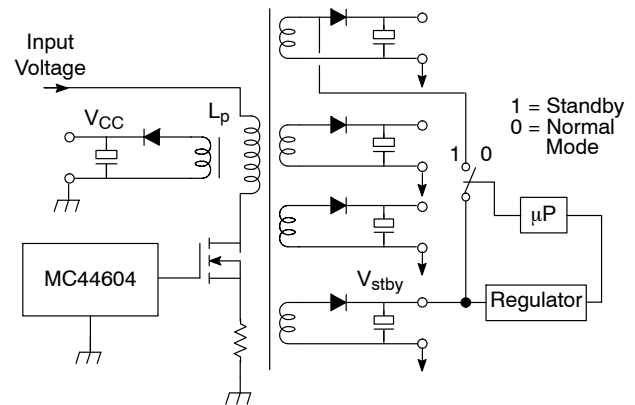 Input
Voltage
V_CC
L_p
1 = Standby
0 = Normal
Mode
1 0
μP
MC44604
V_stby
Regulator